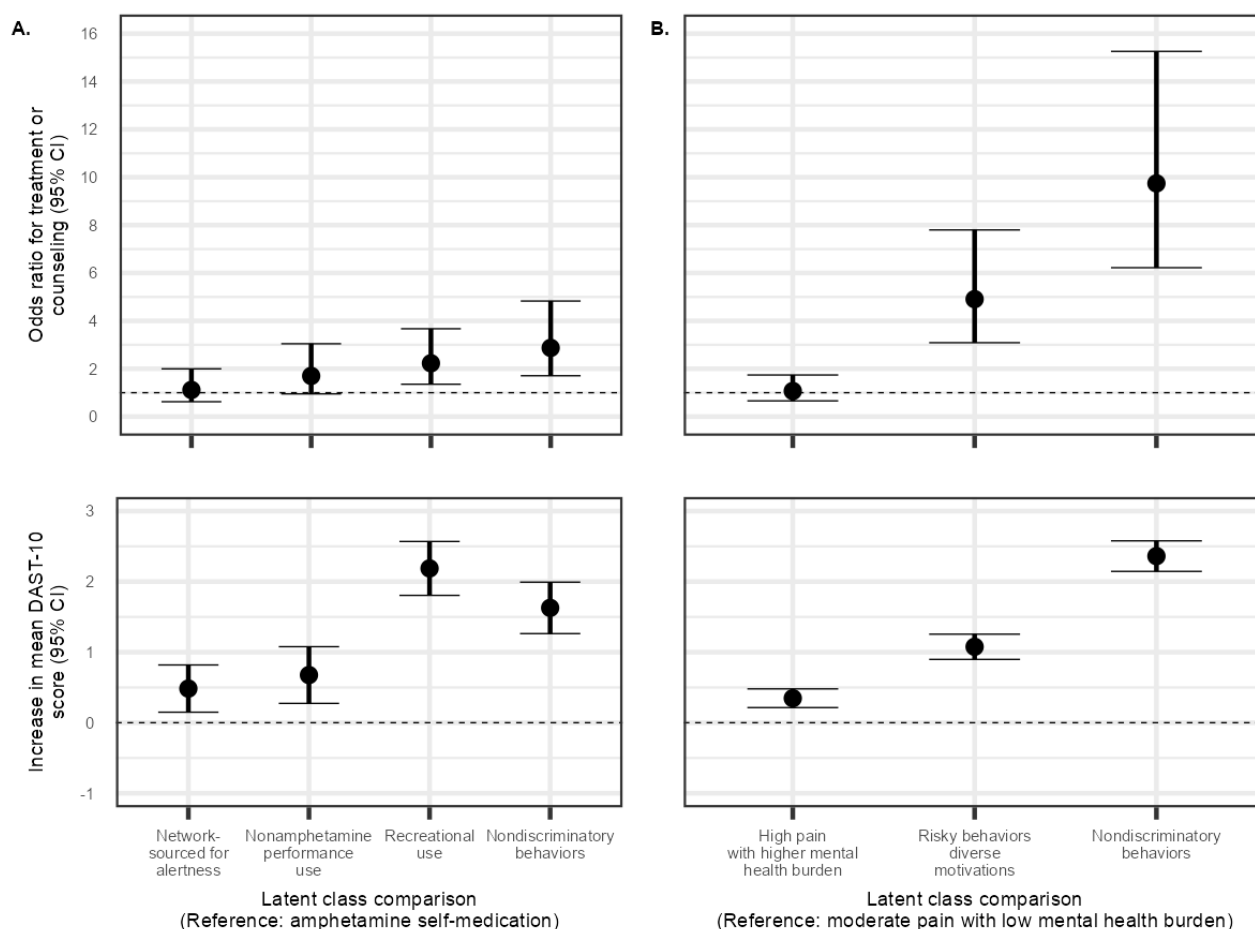 A.
B.
Odds ratio for treatment or
counseling (95% CI)
16
14
12
10
8
6
4
2
0
Increase in mean DAST-10
score (95% CI)
3
2
1
0
-1
Network-
sourced for
alertness
Nonamphetamine
performance
use
Recreational
use
Nondiscriminatory
behaviors
High pain
with higher mental
health burden
Risky behaviors
diverse
motivations
Nondiscriminatory
behaviors
Latent class comparison
(Reference: amphetamine self-medication)
Latent class comparison
(Reference: moderate pain with low mental health burden)